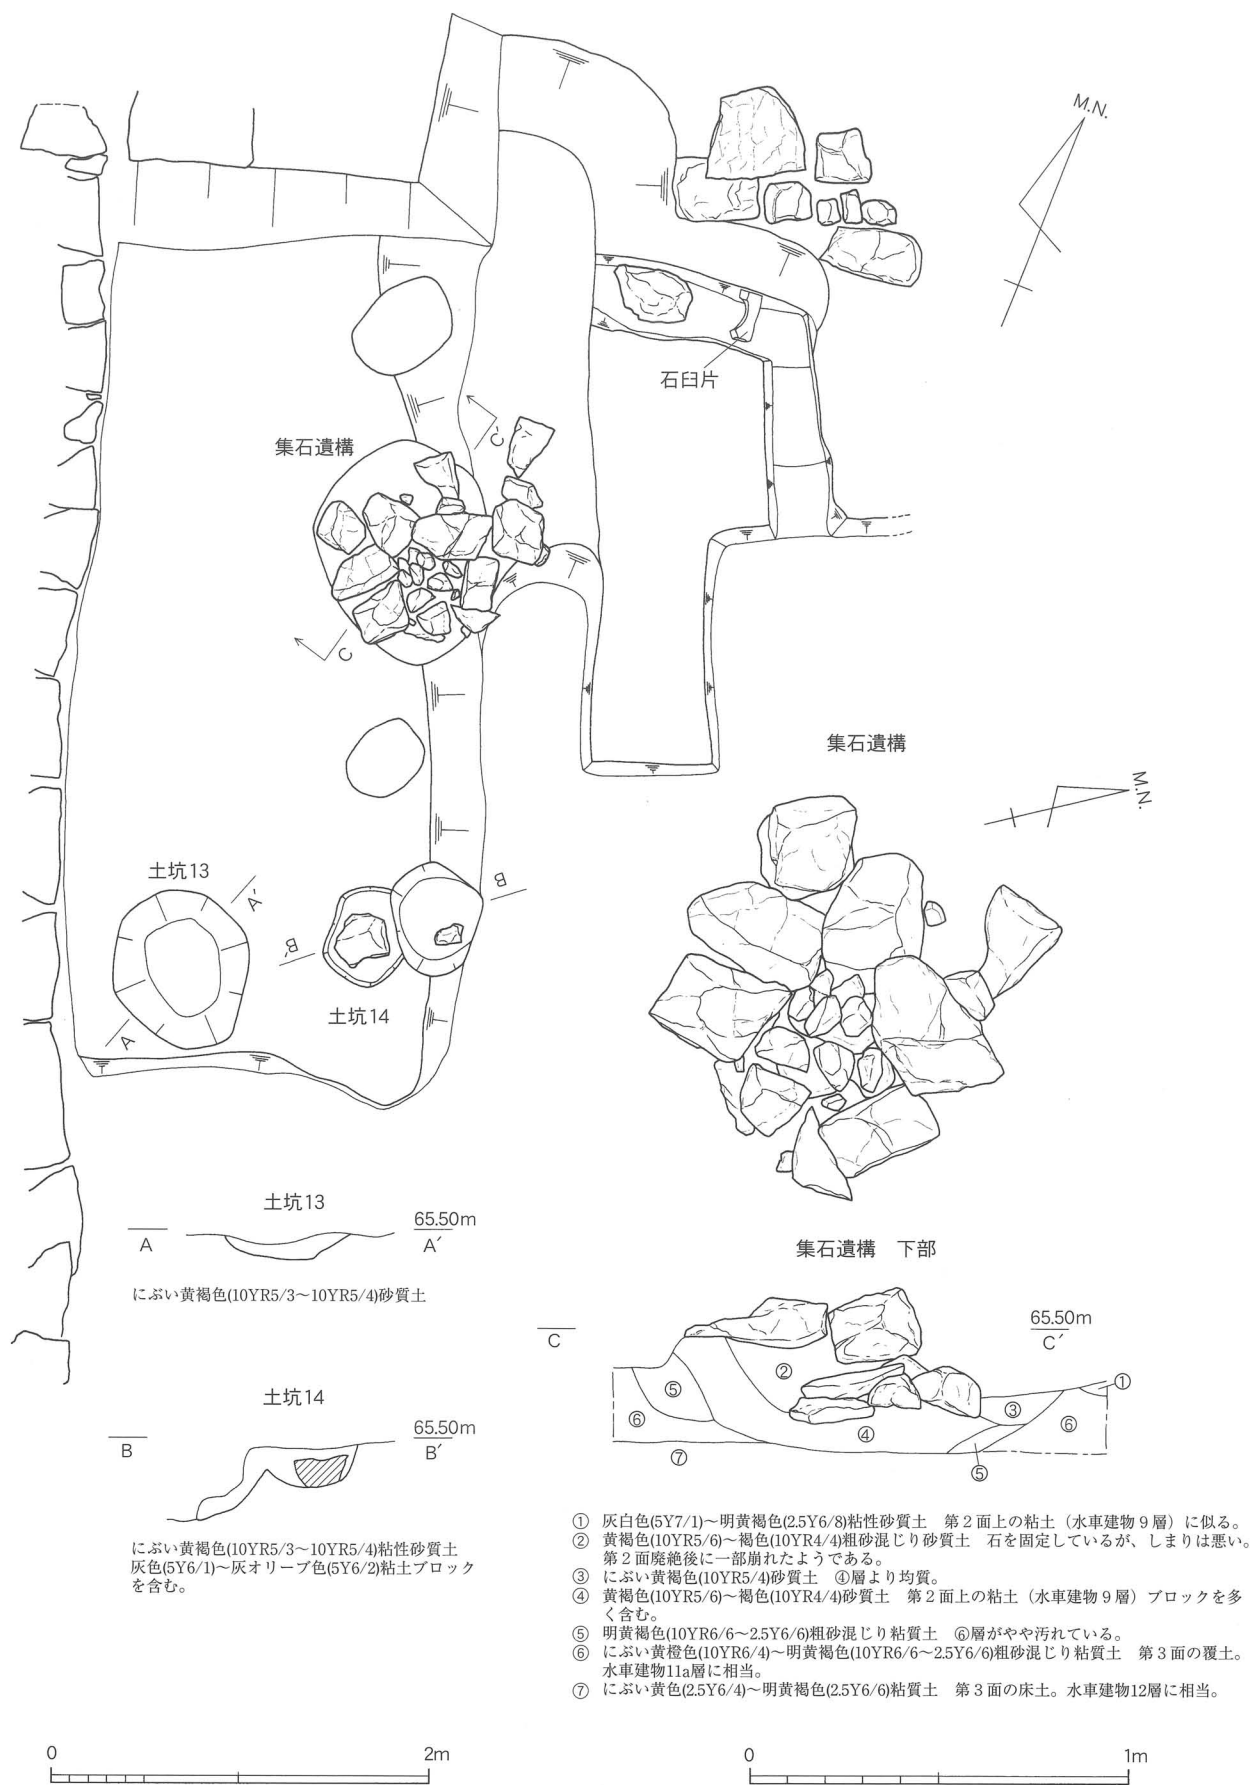 M.N.
石臼片
集石遺構
C′
C
集石遺構
M.N.
土坑13
A′
A
B
B′
土坑14
土坑13
65.50m
A
A′
にぶい黄褐色(10YR5/3～10YR5/4)砂質土
土坑14
65.50m
B
B′
にぶい黄褐色(10YR5/3～10YR5/4)粘性砂質土
灰色(5Y6/1)～灰オリーブ色(5Y6/2)粘土ブロック
を含む。
集石遺構　下部
65.50m
C
C′
①
②
③
④
⑤
⑥
⑥
⑦
⑤
① 灰白色(5Y7/1)～明黄褐色(2.5Y6/8)粘性砂質土　第２面上の粘土（水車建物９層）に似る。
② 黄褐色(10YR5/6)～褐色(10YR4/4)粗砂混じり砂質土　石を固定しているが、しまりは悪い。
第２面廃絶後に一部崩れたようである。
③ にぶい黄褐色(10YR5/4)砂質土　④層より均質。
④ 黄褐色(10YR5/6)～褐色(10YR4/4)砂質土　第２面上の粘土（水車建物９層）ブロックを多
く含む。
⑤ 明黄褐色(10YR6/6～2.5Y6/6)粗砂混じり粘質土　⑥層がやや汚れている。
⑥ にぶい黄橙色(10YR6/4)～明黄褐色(10YR6/6～2.5Y6/6)粗砂混じり粘質土　第３面の覆土。
水車建物11a層に相当。
⑦ にぶい黄色(2.5Y6/4)～明黄褐色(2.5Y6/6)粘質土　第３面の床土。水車建物12層に相当。
0
2m
0
1m